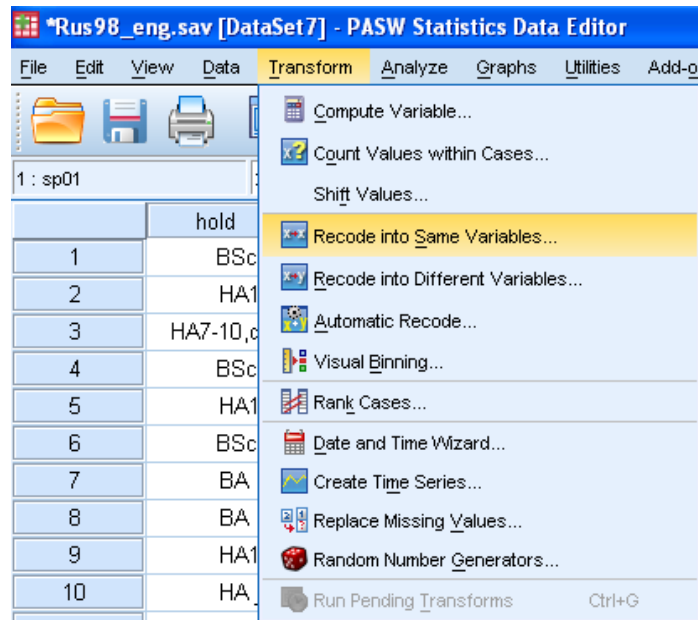 *Rus98_eng.sav [DataSet7] - PASW Statistics Data Editor
File Edit View Data Transform Analyze Graphs Utilities
1 : sp01
hold
1 BSc
2 HA1
3 HA7-10,
4 BSc
5 HA1
6 BSc
7 BA
8 BA
9 HA1
10 HA
Compute Variable...
Count Values within Cases...
Shift Values...
Recode into Same Variables...
Recode into Different Variables...
Automatic Recode...
Visual Binning...
Rank Cases...
Date and Time Wizard...
Create Time Series...
Replace Missing Values...
Random Number Generators...
Run Pending Transforms Ctrl+G